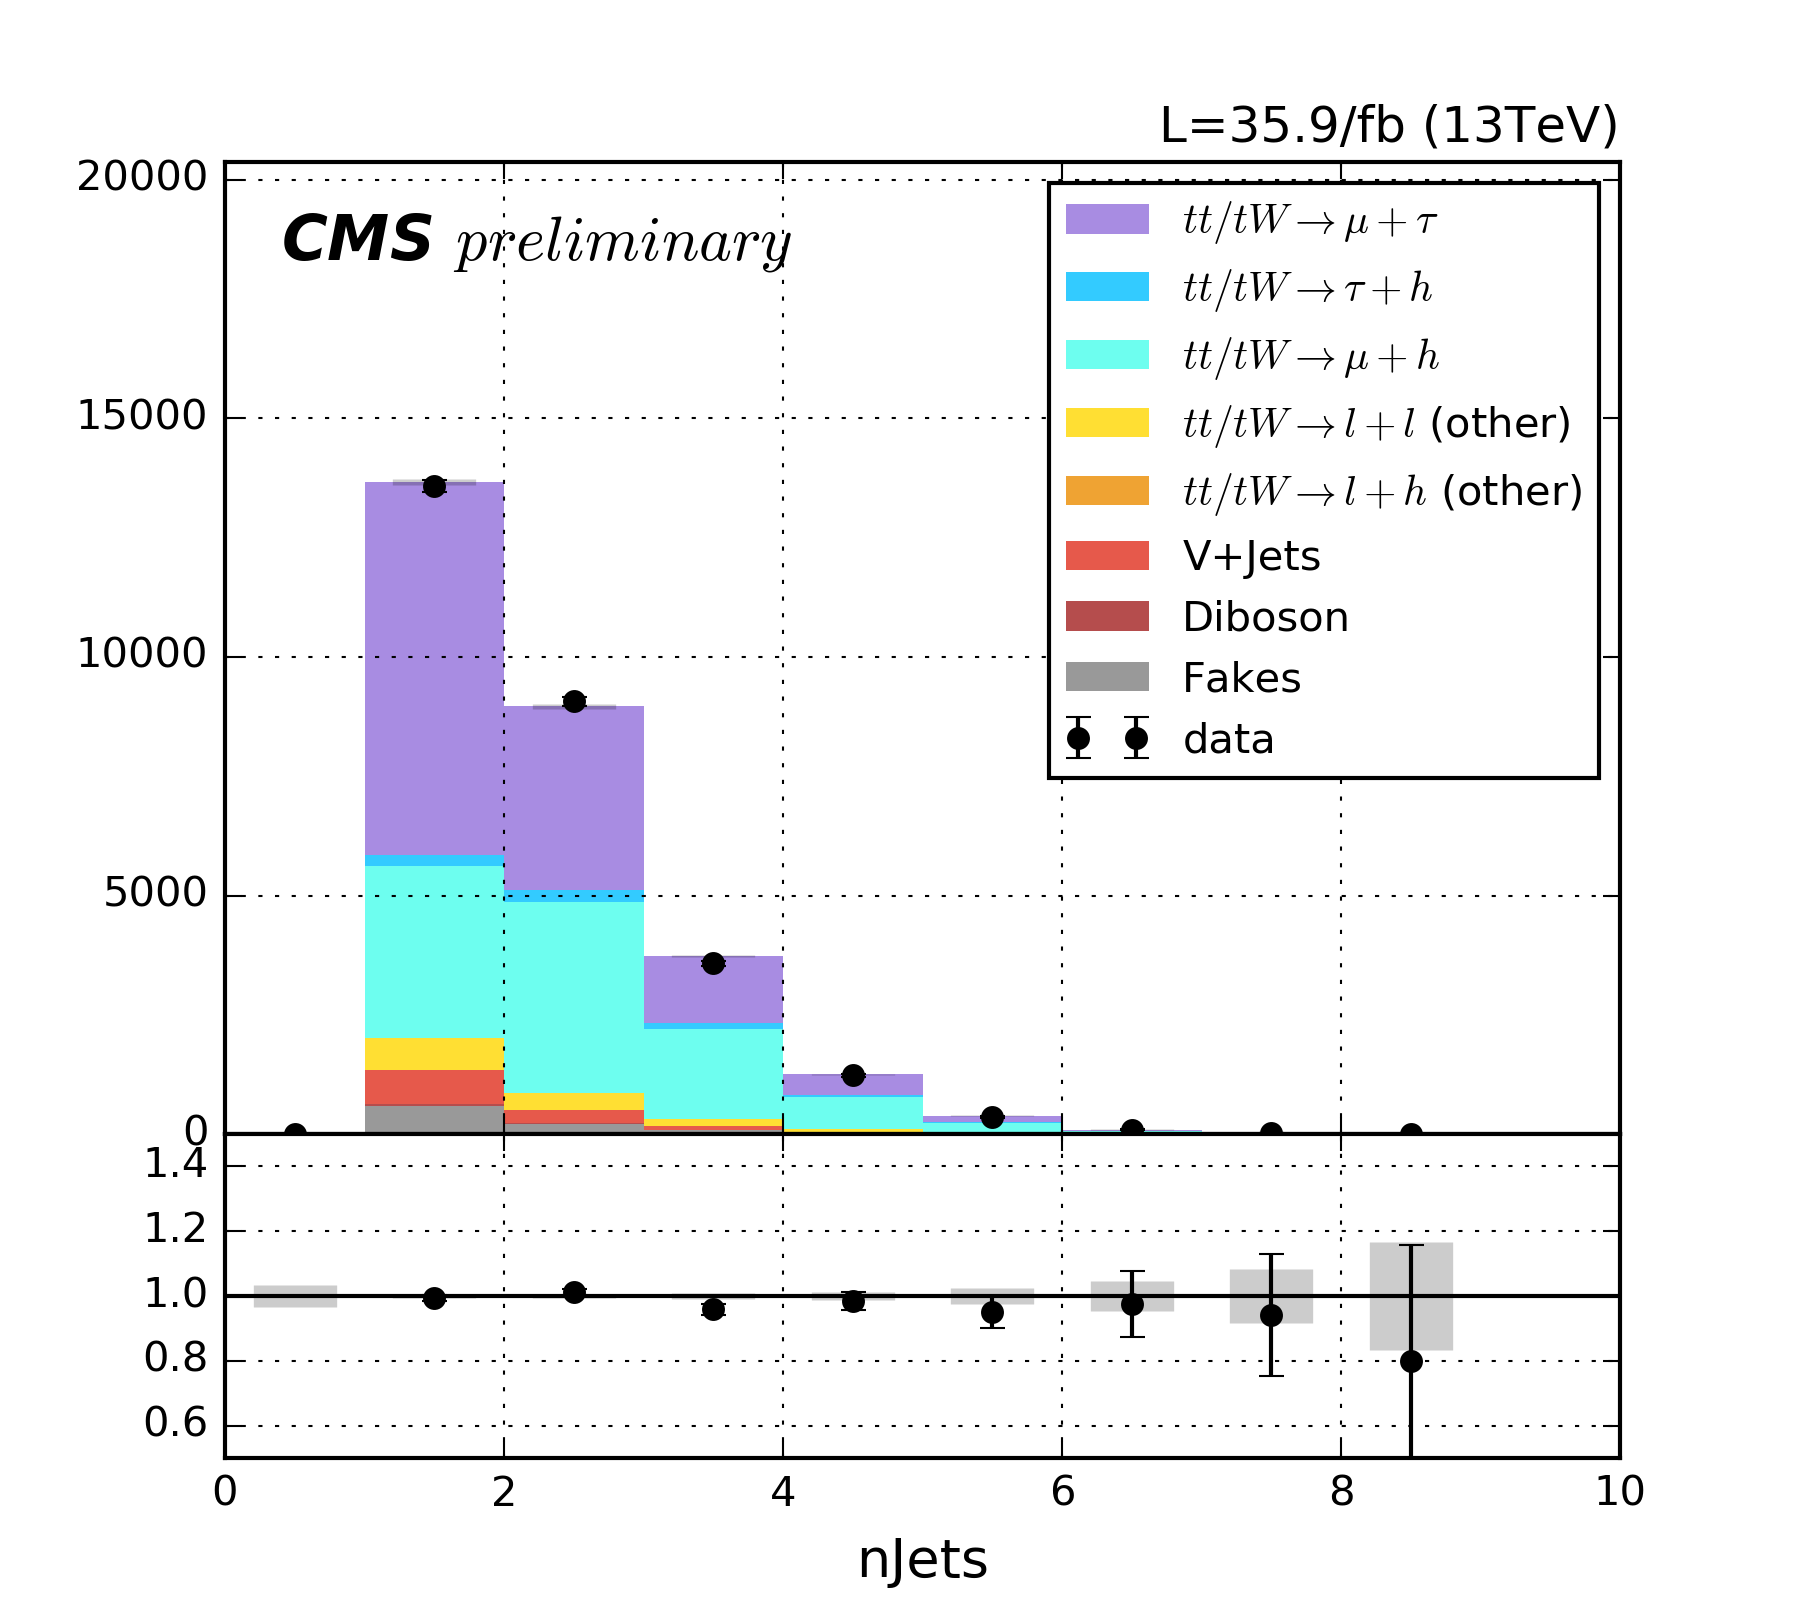 L=35.9/fb (13TeV)
CMS preliminary
20000
15000
10000
5000
0
tt/tW→μ+τ
tt/tW→τ+h
tt/tW→μ+h
tt/tW→l+l (other)
tt/tW→l+h (other)
V+Jets
Diboson
Fakes
data
1.4
1.2
1.0
0.8
0.6
0 2 4 6 8 10
nJets